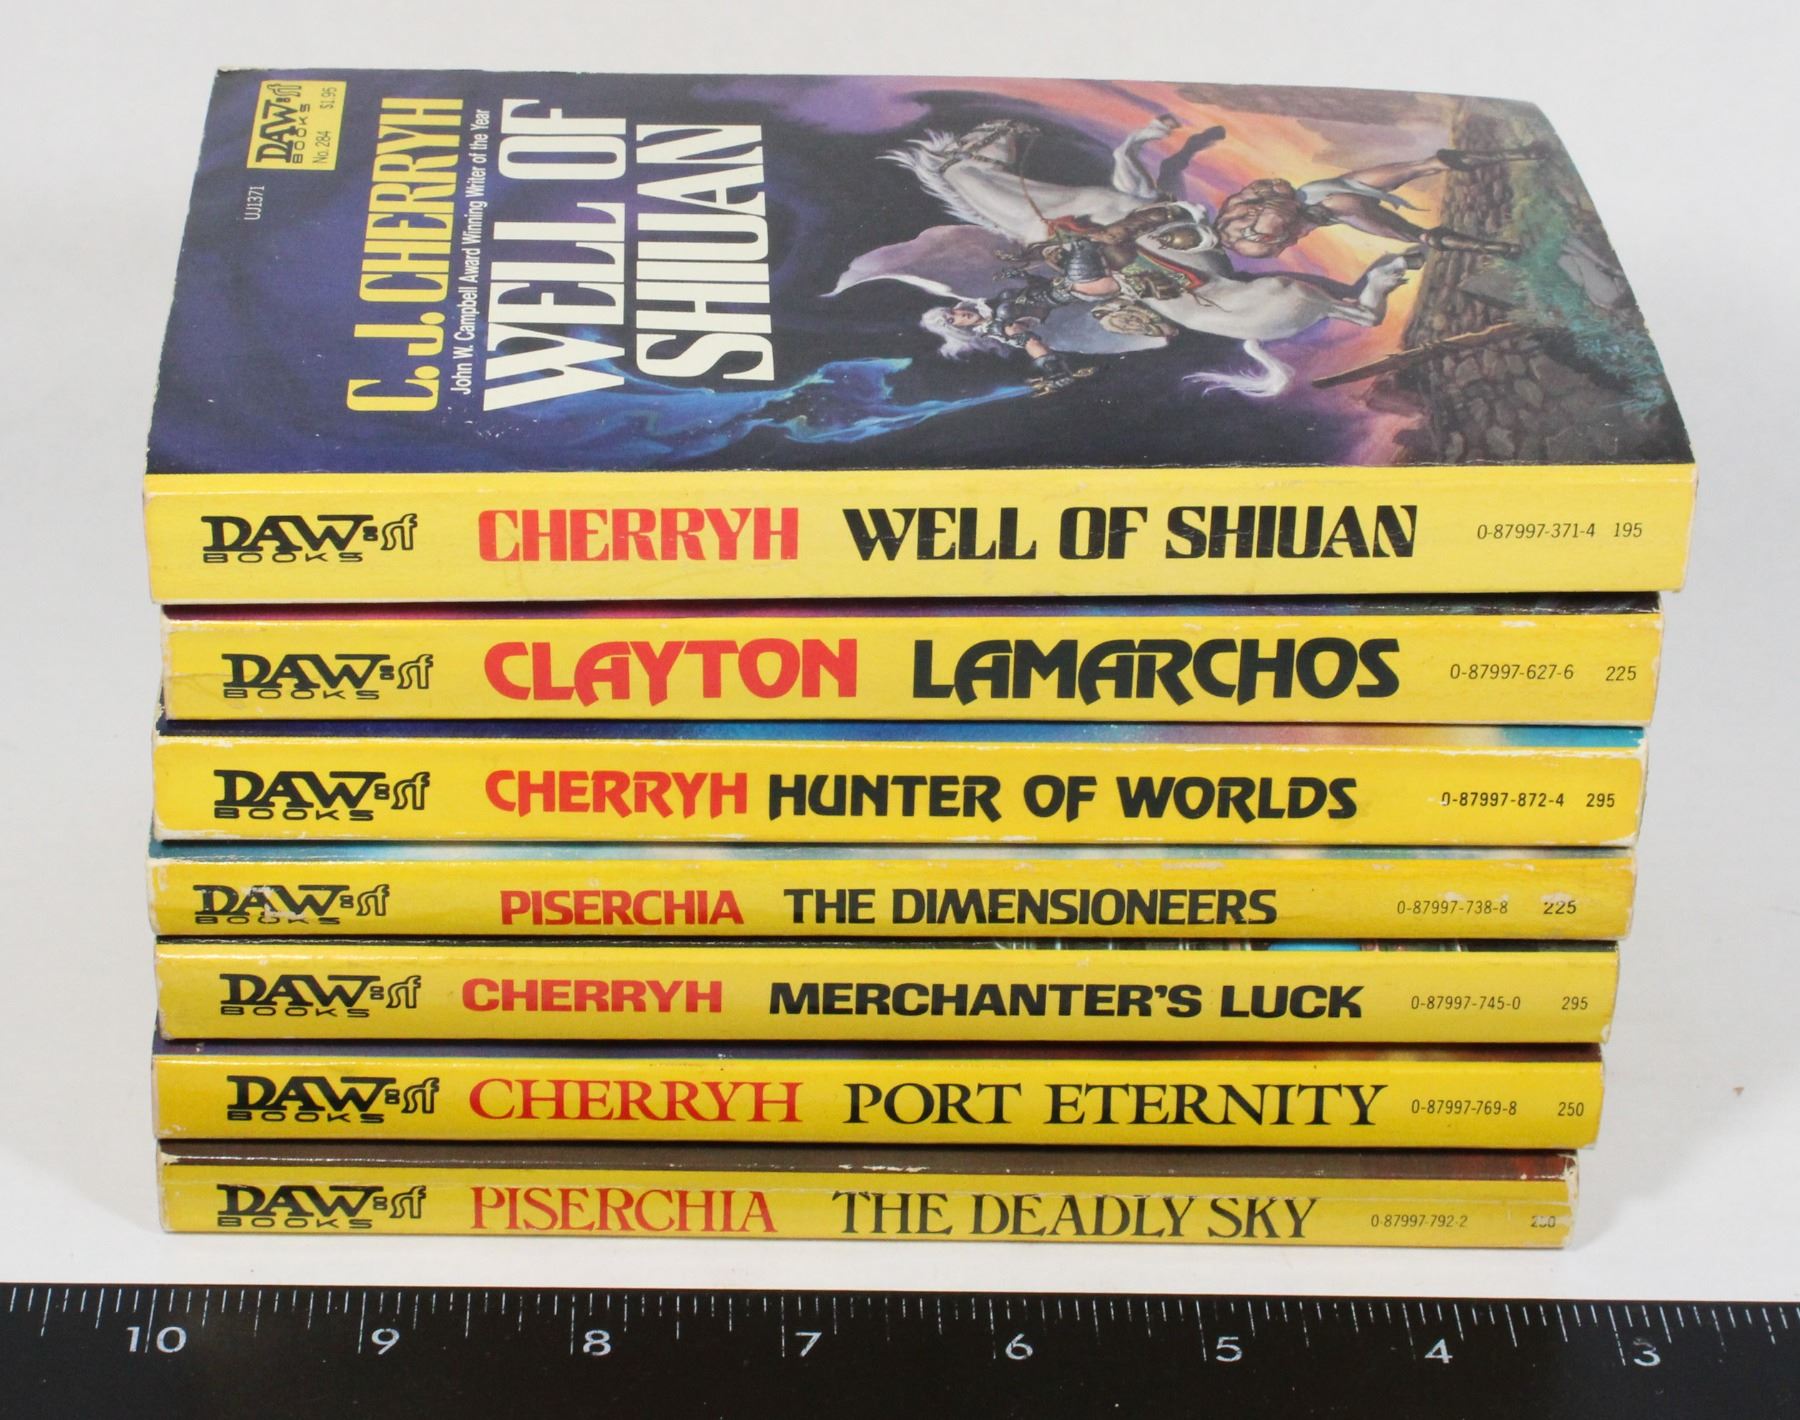 DAW sf
BOOKS
No. 284 $1.95
UJ1371
C. J. CHERRYH
John W. Campbell Award Winning Writer of the Year
WELL OF
SHIUAN
DAW sf
BOOKS
CHERRYH WELL OF SHIUAN 0-87997-371-4 195
DAW sf
BOOKS
CLAYTON LAMARCHOS 0-87997-627-6 225
DAW sf
BOOKS
CHERRYH HUNTER OF WORLDS 0-87997-872-4 295
DAW sf
BOOKS
PISERCHIA THE DIMENSIONEERS 0-87997-738-8 225
DAW sf
BOOKS
CHERRYH MERCHANTER'S LUCK 0-87997-745-0 295
DAW sf
BOOKS
CHERRYH PORT ETERNITY 0-87997-769-8 250
DAW sf
BOOKS
PISERCHIA THE DEADLY SKY 0-87997-792-2
10 9 8 7 6 5 4 3